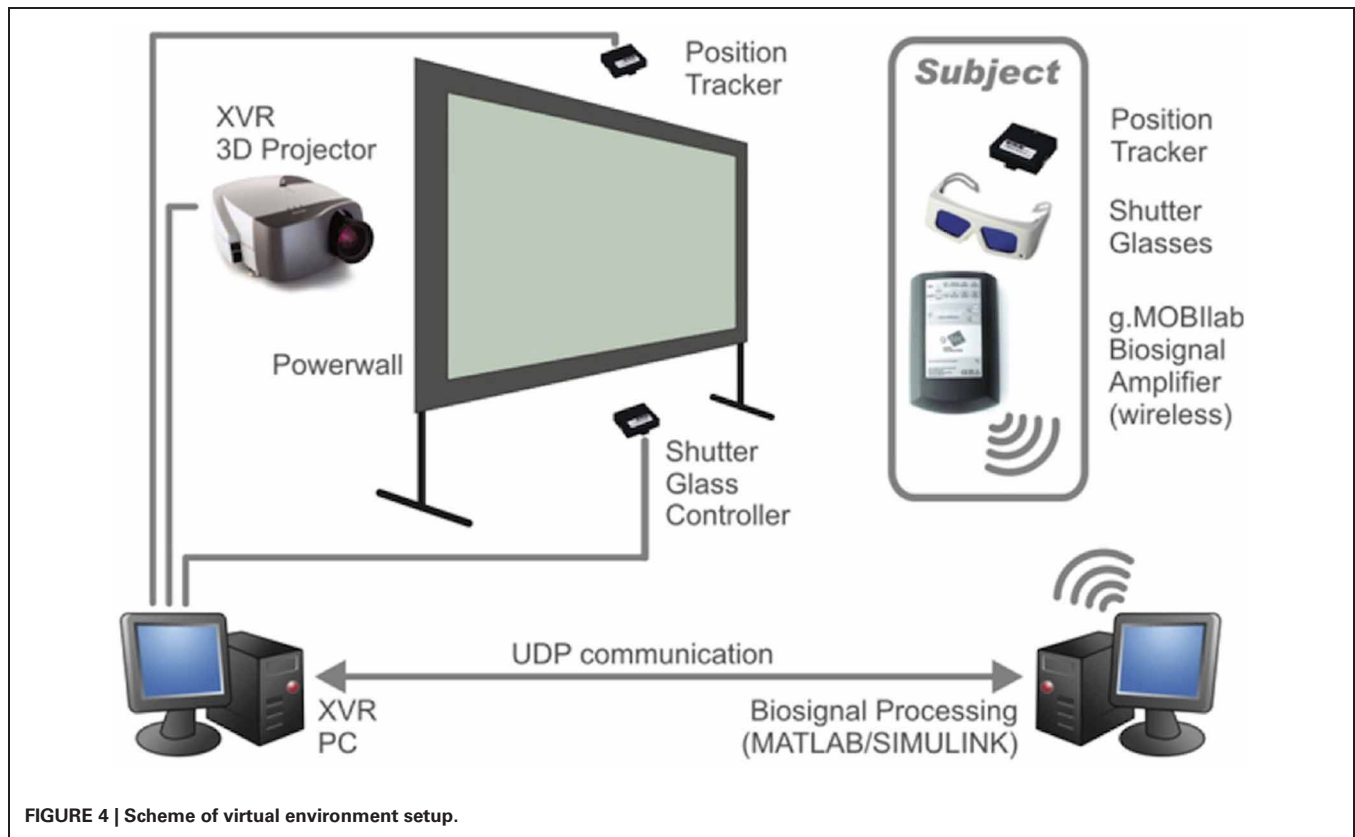 Position
Tracker
XVR
3D Projector
Powerwall
Shutter
Glass
Controller
Subject
Position
Tracker
Shutter
Glasses
g.MOBIlab
Biosignal
Amplifier
(wireless)
UDP communication
XVR
PC
Biosignal Processing
(MATLAB/SIMULINK)
FIGURE 4 | Scheme of virtual environment setup.